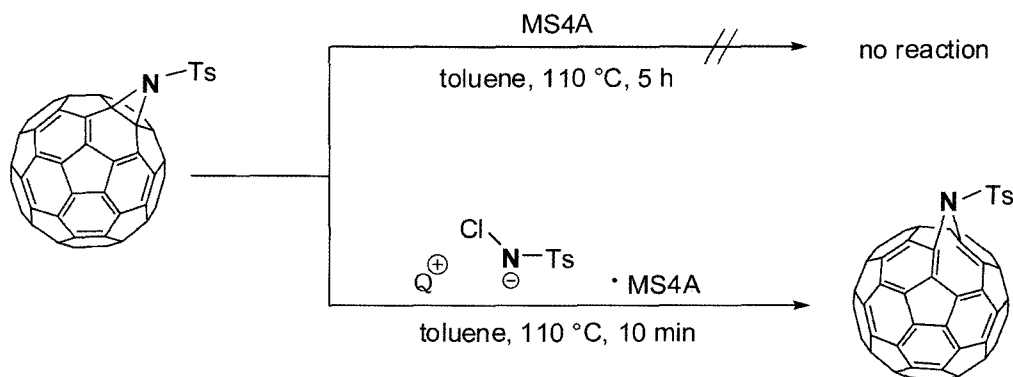 MS4A
toluene, 110 °C, 5 h
no reaction
N-Ts
Cl
N-Ts
Q⊕
⊖
· MS4A
toluene, 110 °C, 10 min
N-Ts